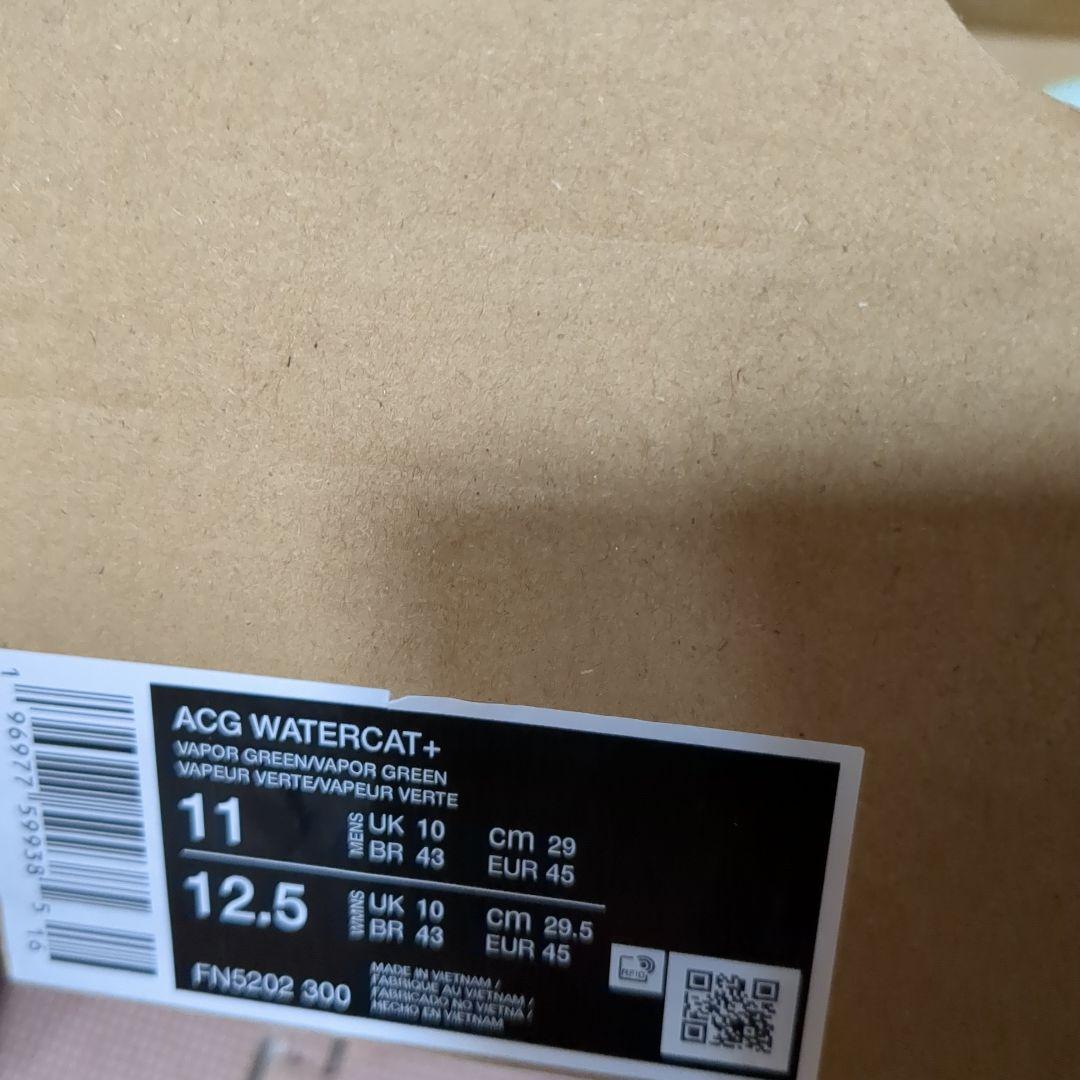 ACG WATERCAT+
VAPOR GREEN/VAPOR GREEN
VAPEUR VERTE/VAPEUR VERTE
11
MENS
UK 10
BR 43
cm 29
EUR 45
12.5
WMNS
UK 10
BR 43
cm 29.5
EUR 45
FN5202 300
MADE IN VIETNAM /
FABRIQUE AU VIETNAM /
FABRICADO NO VIETNA /
HECHO EN VIETNAM
RFID
1 96977 59938 5 16